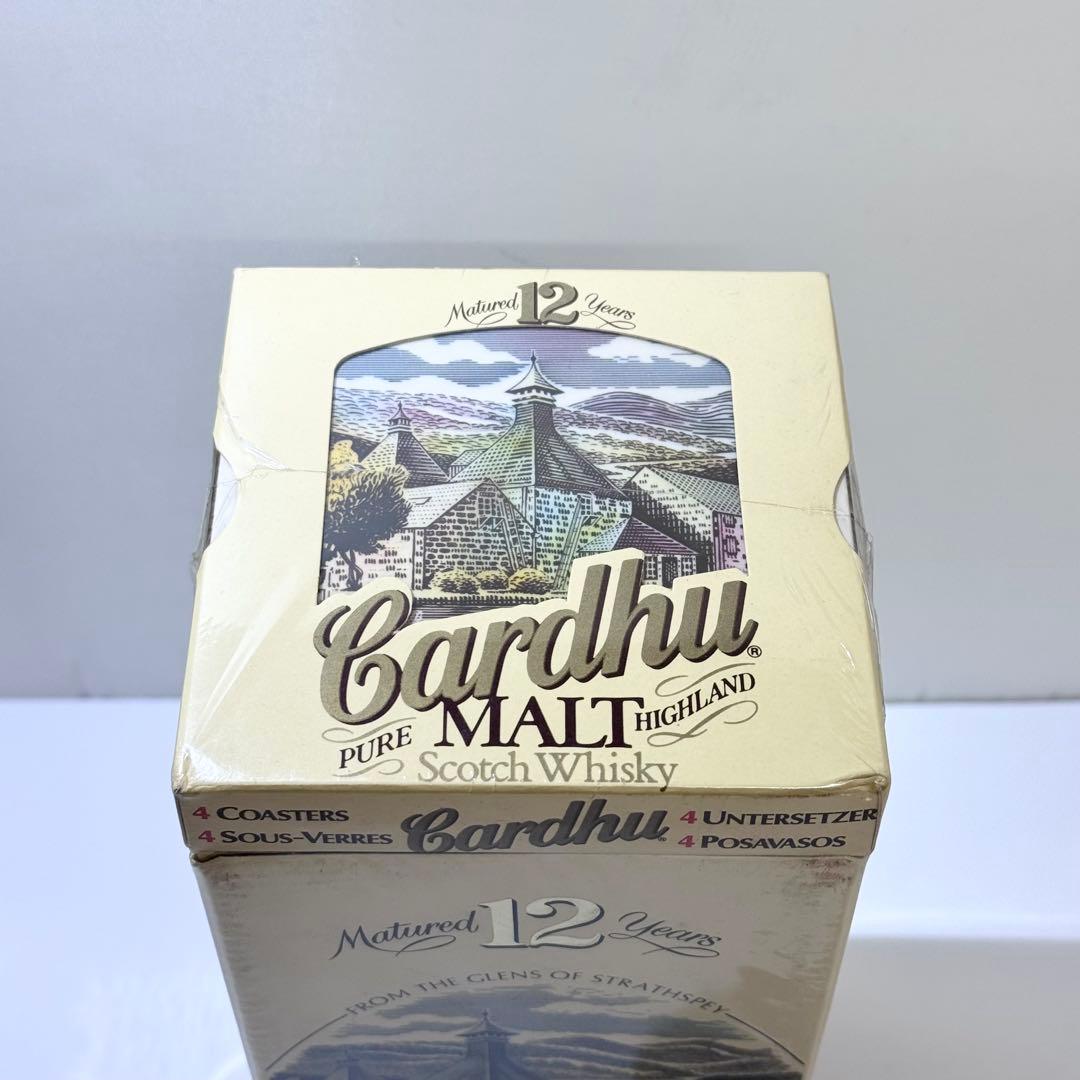 Matured 12 Years
Cardhu®
PURE MALT HIGHLAND
Scotch Whisky
4 COASTERS
4 SOUS-VERRES
Cardhu
4 UNTERSETZER
4 POSAVASOS
Matured 12 Years
FROM THE GLENS OF STRATHSPEY